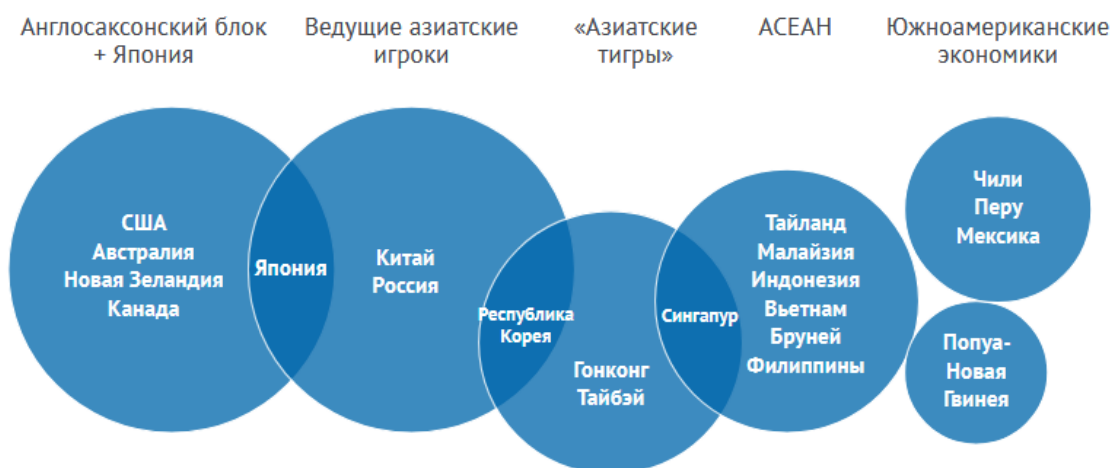 Англосаксонский блок
+ Япония
Ведущие азиатские
игроки
«Азиатские
тигры»
АСЕАН
Южноамериканские
экономики
США
Австралия
Новая Зеландия
Канада
Япония
Китай
Россия
Республика
Корея
Гонконг
Тайбэй
Сингапур
Тайланд
Малайзия
Индонезия
Вьетнам
Бруней
Филиппины
Чили
Перу
Мексика
Попуа-
Новая
Гвинея